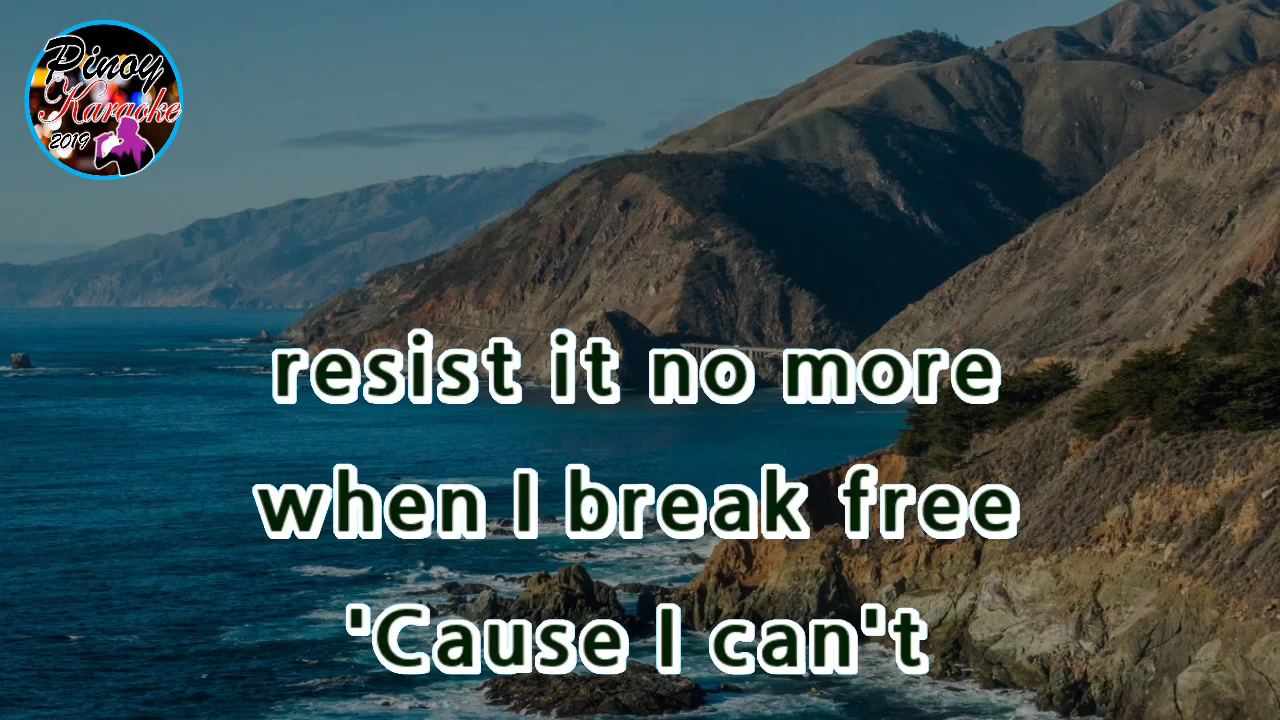 Pinoy
Karaoke
2019
resist it no more
when I break free
'Cause I can't